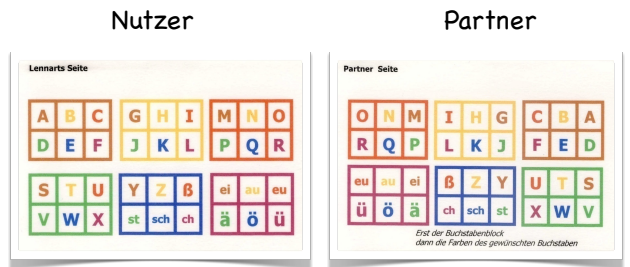 Nutzer
Partner
Lennarts Seite
A B C
D E F
G H I
J K L
M N O
P Q R
S T U
V W X
Y Z ß
st sch ch
ei au eu
ä ö ü
Partner Seite
O N M
R Q P
I H G
L K J
C B A
F E D
eu au ei
ü ö ä
ß Z Y
ch sch st
U T S
X W V
Erst der Buchstabenblock
dann die Farben des gewünschten Buchstaben